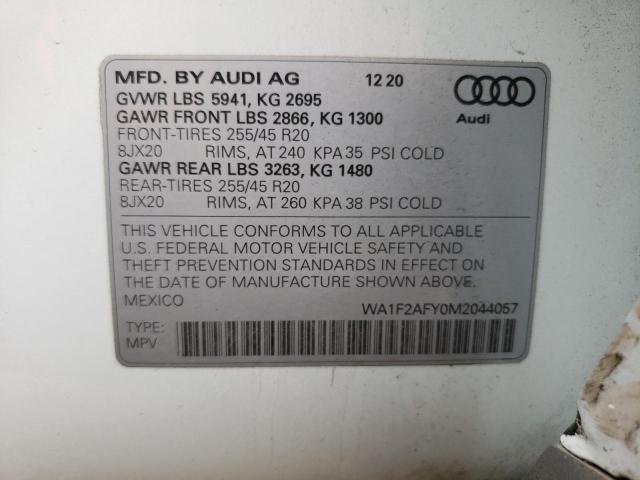 MFD. BY AUDI AG 12 20
GVWR LBS 5941, KG 2695
GAWR FRONT LBS 2866, KG 1300
Audi
FRONT-TIRES 255/45 R20
8JX20 RIMS, AT 240 KPA 35 PSI COLD
GAWR REAR LBS 3263, KG 1480
REAR-TIRES 255/45 R20
8JX20 RIMS, AT 260 KPA 38 PSI COLD
THIS VEHICLE CONFORMS TO ALL APPLICABLE
U.S. FEDERAL MOTOR VEHICLE SAFETY AND
THEFT PREVENTION STANDARDS IN EFFECT ON
THE DATE OF MANUFACTURE SHOWN ABOVE.
MEXICO WA1F2AFY0M2044057
TYPE:
MPV